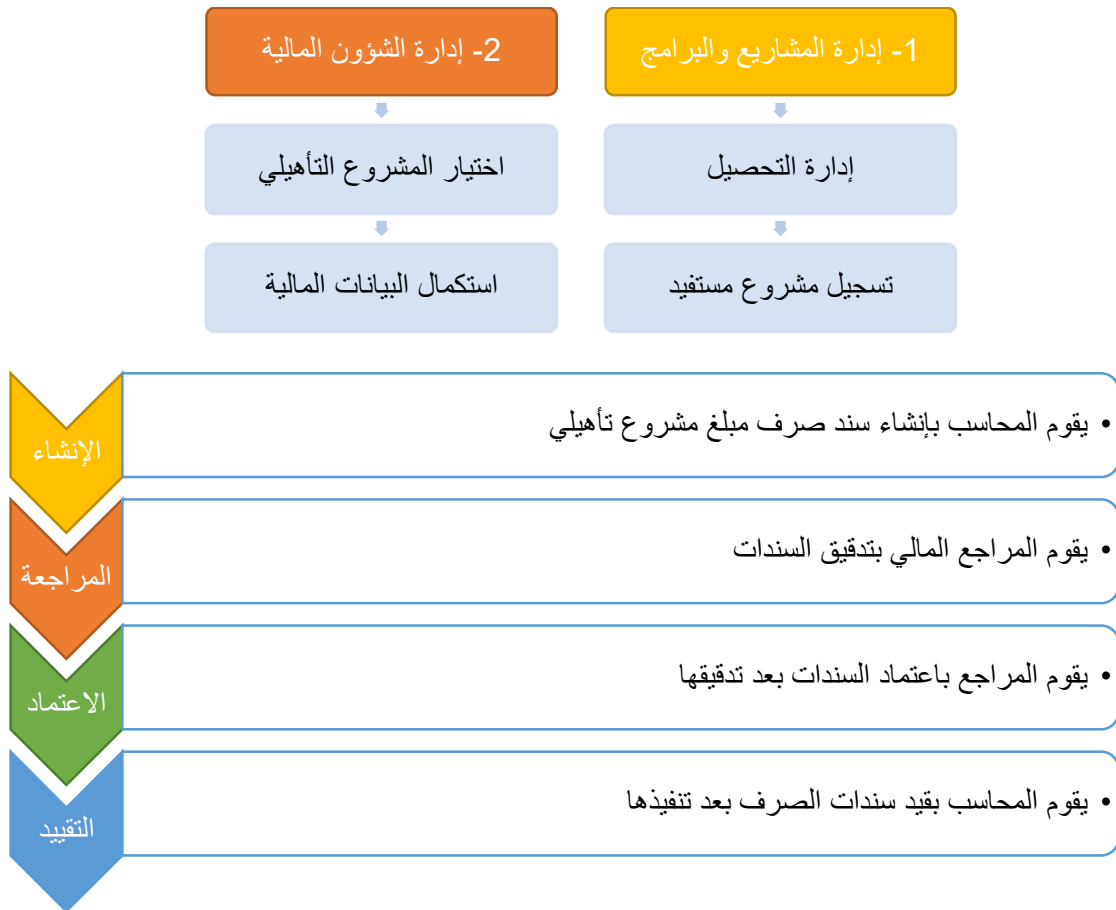 1- إدارة المشاريع والبرامج
إدارة التحصيل
تسجيل مشروع مستفيد
2- إدارة الشؤون المالية
اختيار المشروع التأهيلي
استكمال البيانات المالية
الإنشاء
• يقوم المحاسب بإنشاء سند صرف مبلغ مشروع تأهيلي
المراجعة
• يقوم المراجع المالي بتدقيق السندات
الاعتماد
• يقوم المراجع باعتماد السندات بعد تدقيقها
التقييد
• يقوم المحاسب بقيد سندات الصرف بعد تنفيذها